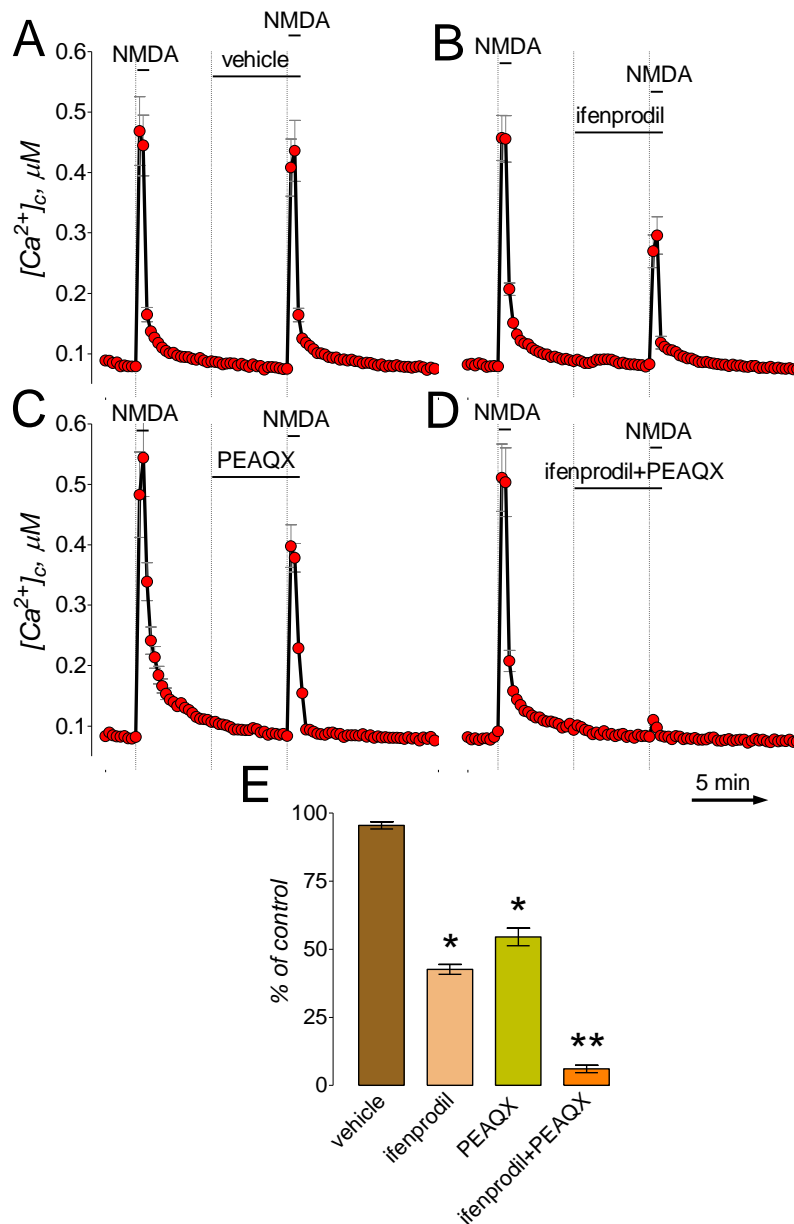 A
NMDA
vehicle
NMDA
B
NMDA
ifenprodil
NMDA
0.6
0.5
0.4
0.3
0.2
0.1
[Ca²⁺]c, μM
C
NMDA
PEAQX
NMDA
D
NMDA
ifenprodil+PEAQX
NMDA
0.6
0.5
0.4
0.3
0.2
0.1
[Ca²⁺]c, μM
5 min
E
100
75
50
25
0
% of control
*
*
**
vehicle
ifenprodil
PEAQX
ifenprodil+PEAQX